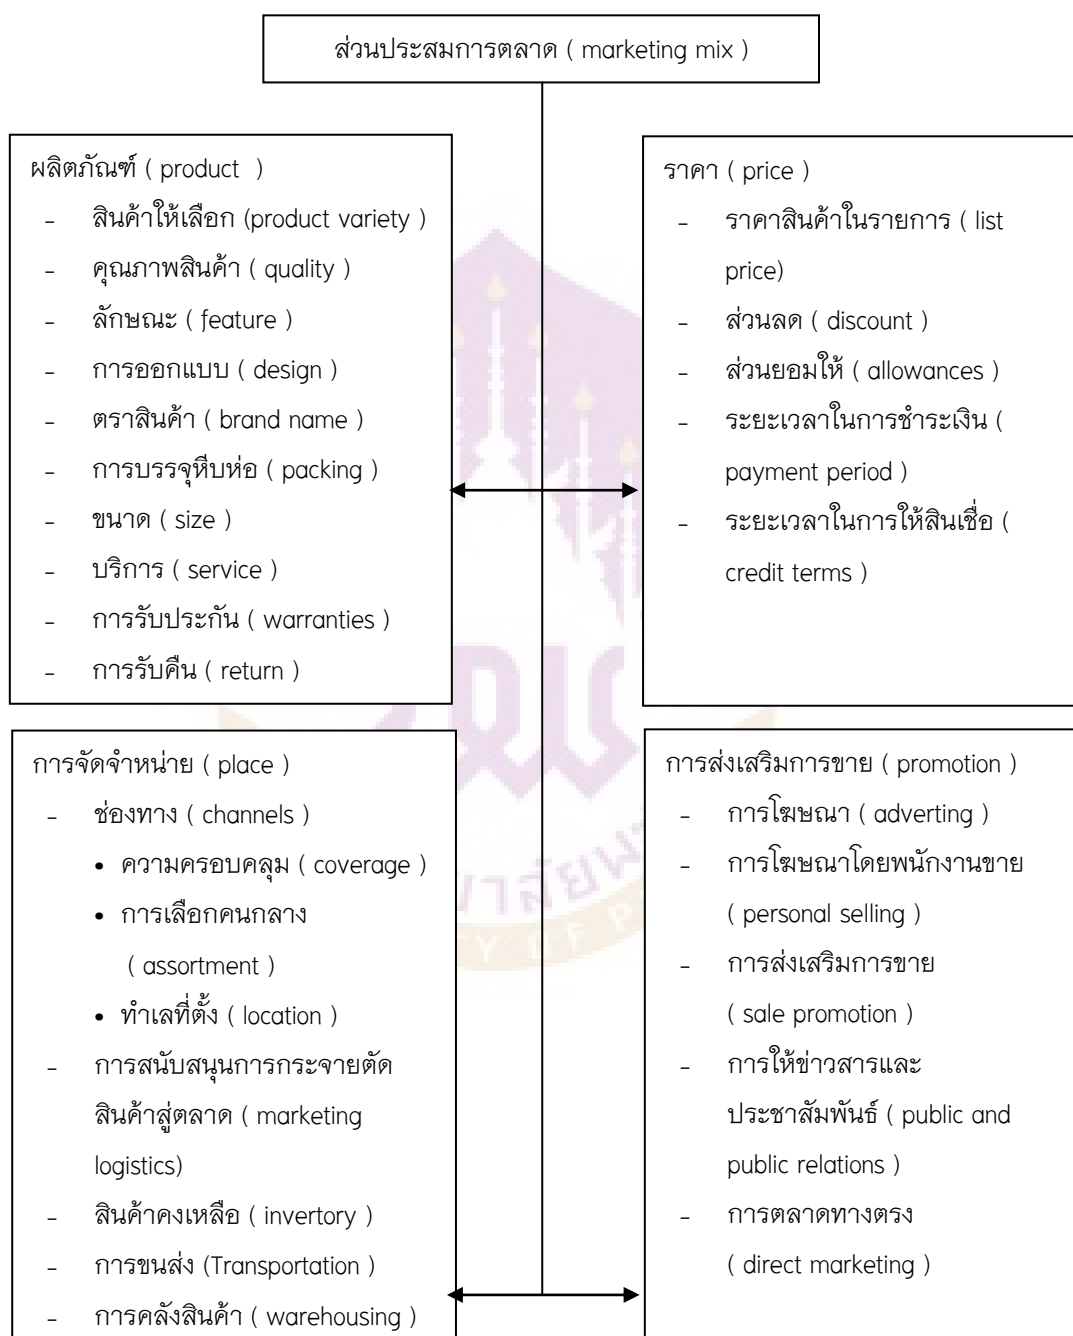 ส่วนประสมการตลาด ( marketing mix )
ผลิตภัณฑ์ ( product  )
- สินค้าให้เลือก (product variety )
- คุณภาพสินค้า ( quality )
- ลักษณะ ( feature )
- การออกแบบ ( design )
- ตราสินค้า ( brand name )
- การบรรจุหีบห่อ ( packing )
- ขนาด ( size )
- บริการ ( service )
- การรับประกัน ( warranties )
- การรับคืน ( return )
ราคา ( price )
- ราคาสินค้าในรายการ ( list
price)
- ส่วนลด ( discount )
- ส่วนยอมให้ ( allowances )
- ระยะเวลาในการชำระเงิน (
payment period )
- ระยะเวลาในการให้สินเชื่อ (
credit terms )
การจัดจำหน่าย ( place )
- ช่องทาง ( channels )
• ความครอบคลุม ( coverage )
• การเลือกคนกลาง
( assortment )
• ทำเลที่ตั้ง ( location )
- การสนับสนุนการกระจายตัด
สินค้าสู่ตลาด ( marketing
logistics)
- สินค้าคงเหลือ ( invertory )
- การขนส่ง (Transportation )
- การคลังสินค้า ( warehousing )
การส่งเสริมการขาย ( promotion )
- การโฆษณา ( adverting )
- การโฆษณาโดยพนักงานขาย
( personal selling )
- การส่งเสริมการขาย
( sale promotion )
- การให้ข่าวสารและ
ประชาสัมพันธ์ ( public and
public relations )
- การตลาดทางตรง
( direct marketing )